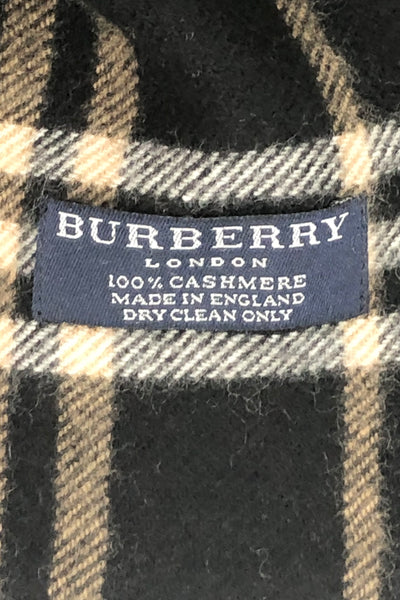 BURBERRY
LONDON
100% CASHMERE
MADE IN ENGLAND
DRY CLEAN ONLY